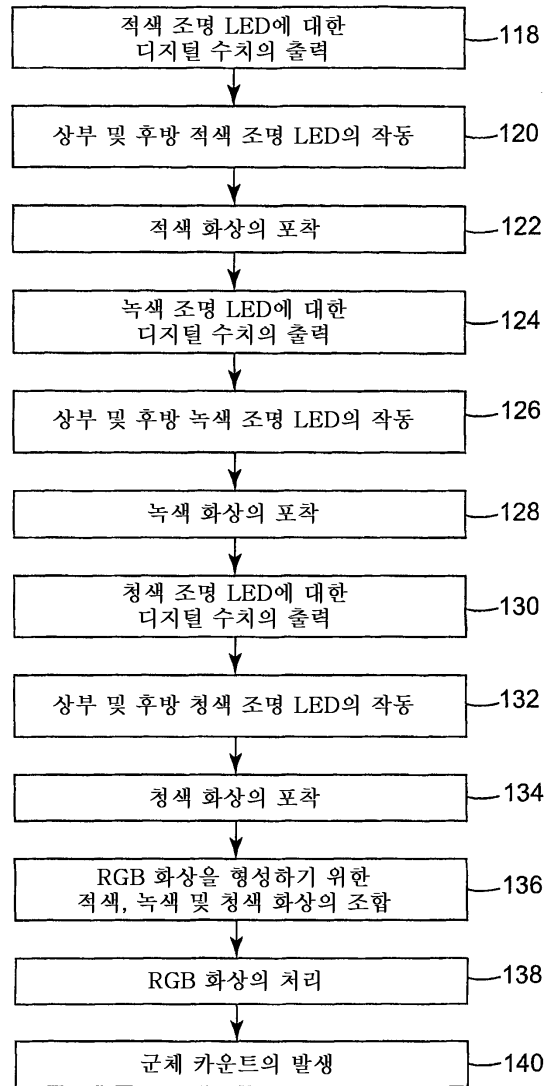 적색 조명 LED에 대한
디지털 수치의 출력
118
상부 및 후방 적색 조명 LED의 작동
120
적색 화상의 포착
122
녹색 조명 LED에 대한
디지털 수치의 출력
124
상부 및 후방 녹색 조명 LED의 작동
126
녹색 화상의 포착
128
청색 조명 LED에 대한
디지털 수치의 출력
130
상부 및 후방 청색 조명 LED의 작동
132
청색 화상의 포착
134
RGB 화상을 형성하기 위한
적색, 녹색 및 청색 화상의 조합
136
RGB 화상의 처리
138
군체 카운트의 발생
140